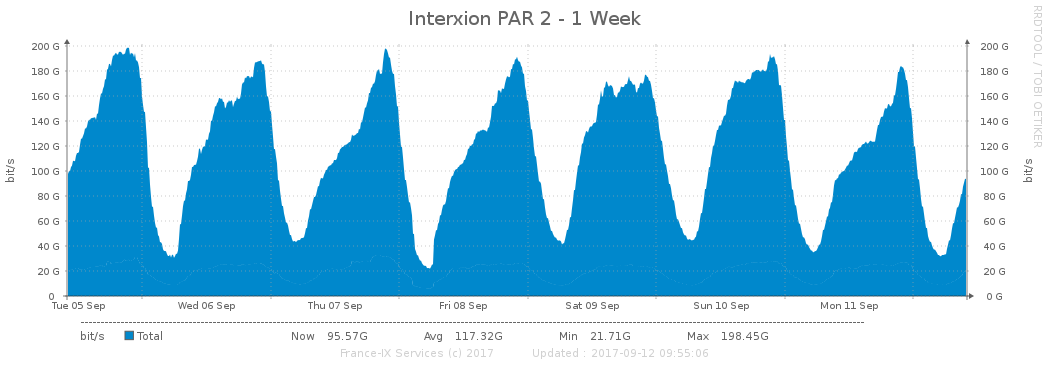 Interxion PAR 2 - 1 Week
RRDTOOL / TOBI OETIKER
bit/s
200 G 200 G
180 G 180 G
160 G 160 G
140 G 140 G
120 G 120 G
100 G 100 G
80 G 80 G
60 G 60 G
40 G 40 G
20 G 20 G
0 0 G
bit/s
Tue 05 Sep Wed 06 Sep Thu 07 Sep Fri 08 Sep Sat 09 Sep Sun 10 Sep Mon 11 Sep
bit/s Total Now 95.57G Avg 117.32G Min 21.71G Max 198.45G
France-IX Services (c) 2017 Updated : 2017-09-12 09:55:06